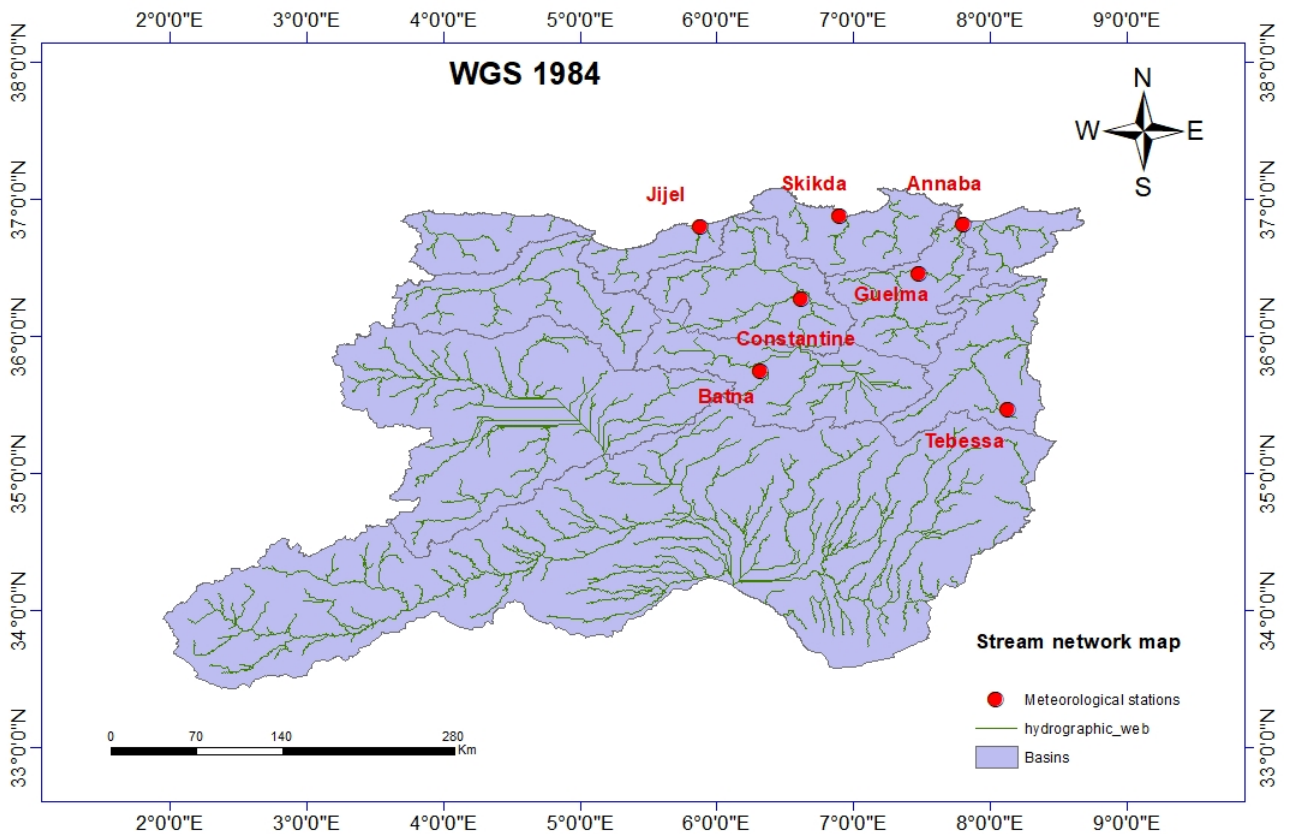 2°0'0"E 3°0'0"E 4°0'0"E 5°0'0"E 6°0'0"E 7°0'0"E 8°0'0"E 9°0'0"E
38°0'0"N
38°0'0"N
WGS 1984
N
W E
S
37°0'0"N
37°0'0"N
Jijel
Skikda
Annaba
Guelma
36°0'0"N
36°0'0"N
Constantine
Batna
Tebessa
35°0'0"N
35°0'0"N
34°0'0"N
34°0'0"N
Stream network map
Meteorological stations
hydrographic_web
Basins
0 70 140 280
Km
33°0'0"N
33°0'0"N
2°0'0"E 3°0'0"E 4°0'0"E 5°0'0"E 6°0'0"E 7°0'0"E 8°0'0"E 9°0'0"E